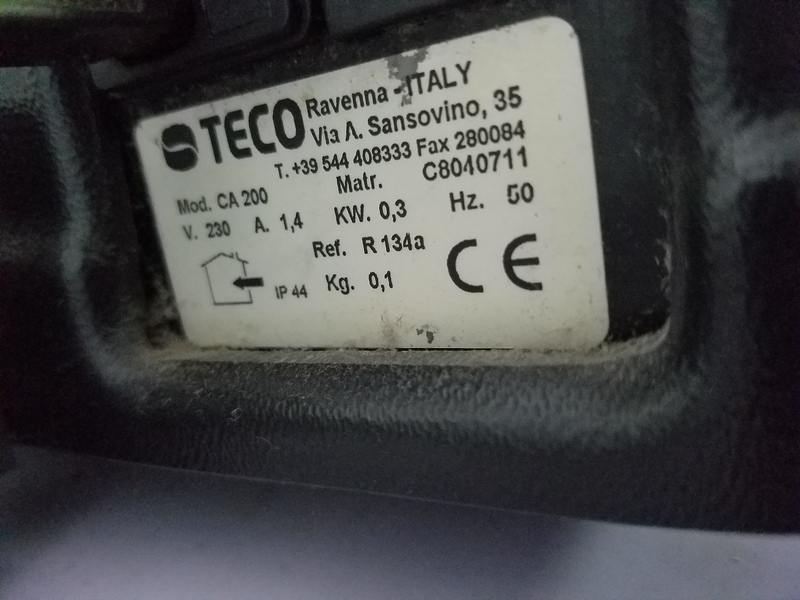 TECO
Ravenna - ITALY
Via A. Sansovino, 35
T. +39 544 408333 Fax 280084
Mod. CA 200 Matr. C8040711
V. 230 A. 1,4 KW. 0,3 Hz. 50
Ref. R 134a
IP 44 Kg. 0,1 CE